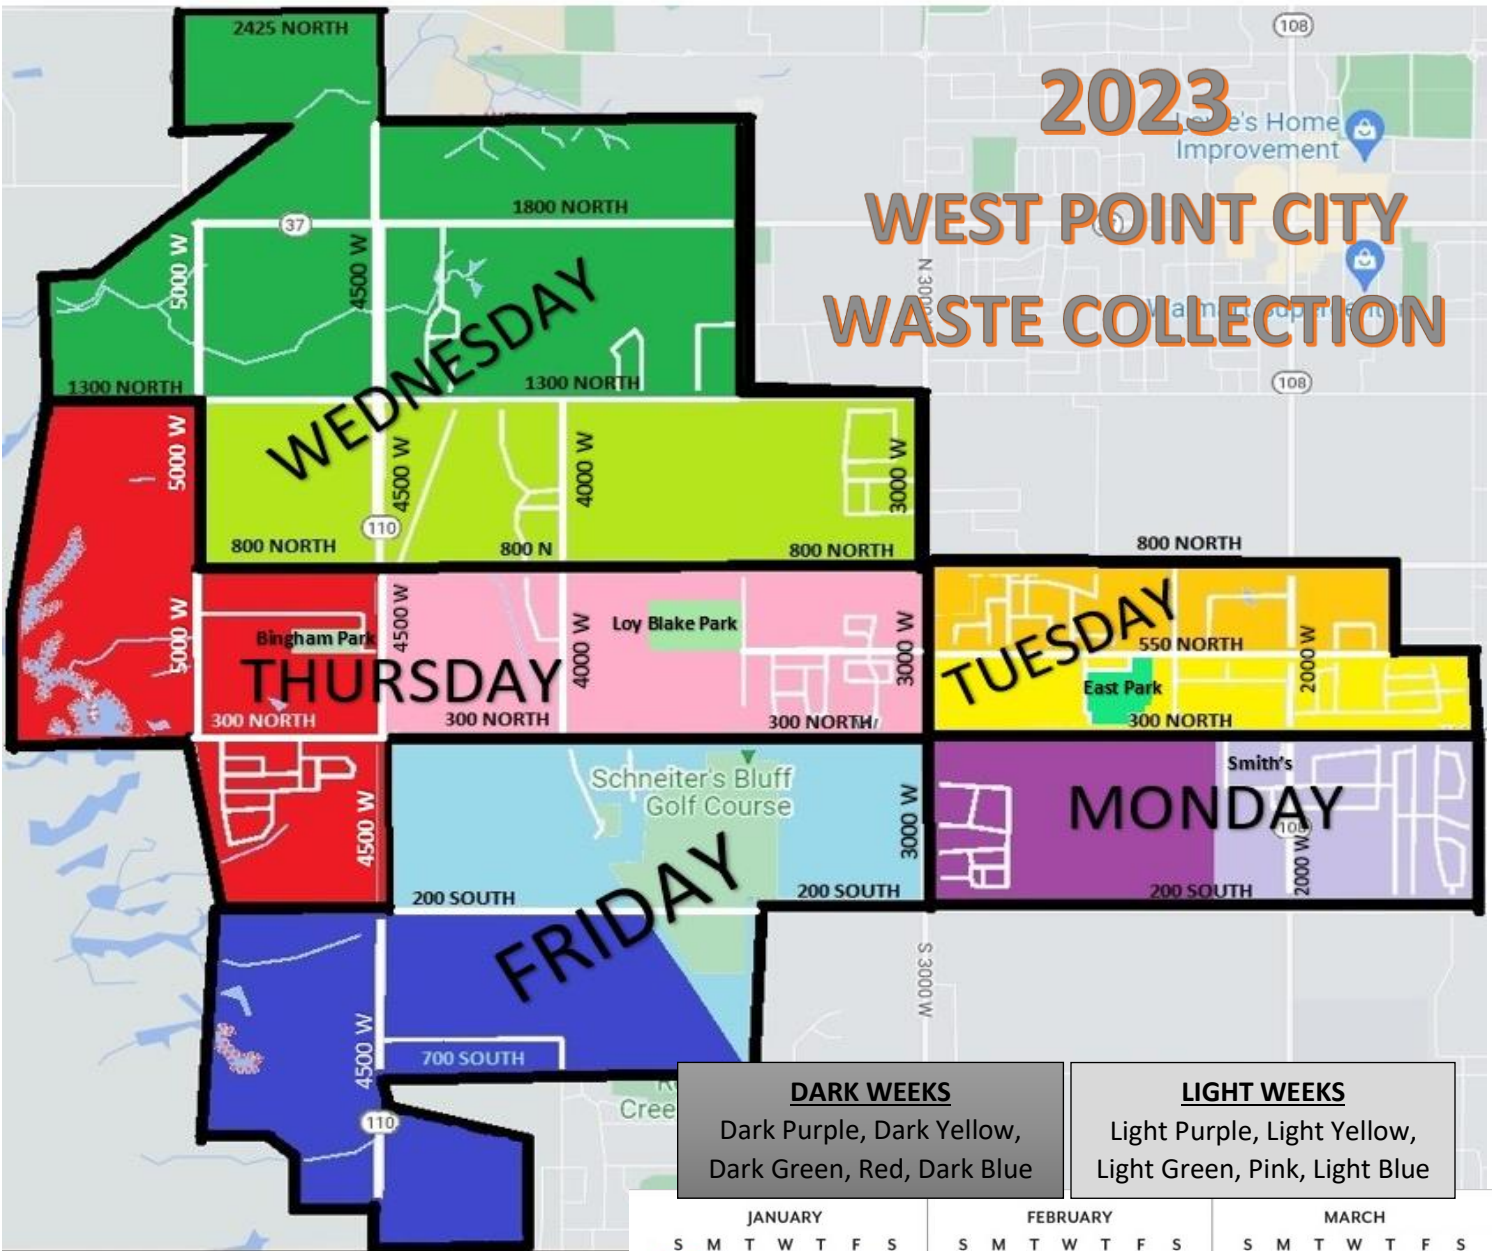 2425 NORTH
108
2023
Lowe's Home
Improvement
WEST POINT CITY
1800 NORTH
37
5000 W
4500 W
N 3000 W
WASTE COLLECTION
WEDNESDAY
1300 NORTH
1300 NORTH
108
5000 W
4500 W
4000 W
3000 W
110
800 NORTH
800 N
800 NORTH
800 NORTH
5000 W
4500 W
4000 W
3000 W
Bingham Park
Loy Blake Park
THURSDAY
TUESDAY
550 NORTH
2000 W
East Park
300 NORTH
300 NORTH
300 NORTH
300 NORTH
Schneiter's Bluff
Golf Course
Smith's
MONDAY
108
4500 W
3000 W
2000 W
200 SOUTH
200 SOUTH
200 SOUTH
FRIDAY
S 3000 W
4500 W
700 SOUTH
110
DARK WEEKS
Dark Purple, Dark Yellow,
Dark Green, Red, Dark Blue
LIGHT WEEKS
Light Purple, Light Yellow,
Light Green, Pink, Light Blue
JANUARY FEBRUARY MARCH
S M T W T F S S M T W T F S S M T W T F S